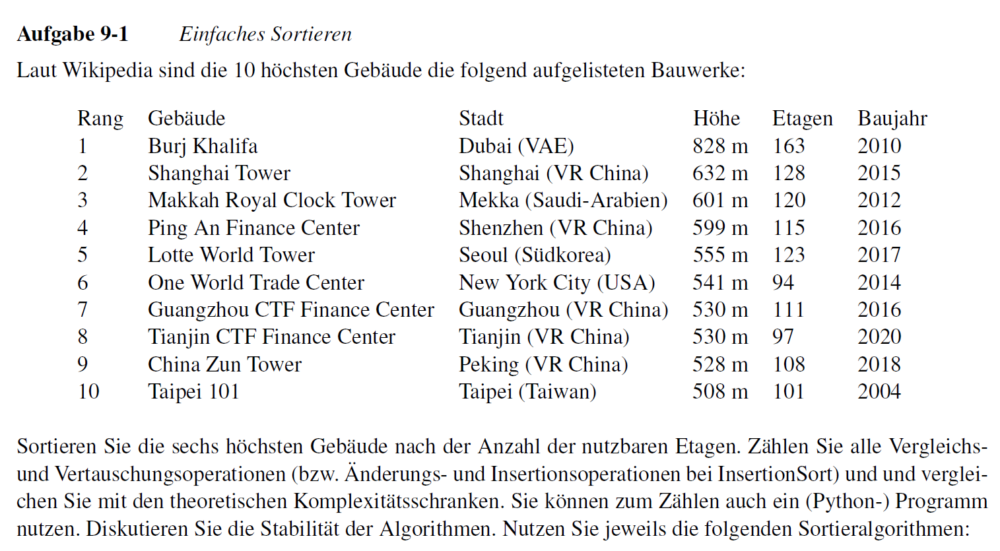 Aufgabe 9-1 Einfaches Sortieren
Laut Wikipedia sind die 10 höchsten Gebäude die folgend aufgelisteten Bauwerke:
Rang Gebäude Stadt Höhe Etagen Baujahr
1 Burj Khalifa Dubai (VAE) 828 m 163 2010
2 Shanghai Tower Shanghai (VR China) 632 m 128 2015
3 Makkah Royal Clock Tower Mekka (Saudi-Arabien) 601 m 120 2012
4 Ping An Finance Center Shenzhen (VR China) 599 m 115 2016
5 Lotte World Tower Seoul (Südkorea) 555 m 123 2017
6 One World Trade Center New York City (USA) 541 m 94 2014
7 Guangzhou CTF Finance Center Guangzhou (VR China) 530 m 111 2016
8 Tianjin CTF Finance Center Tianjin (VR China) 530 m 97 2020
9 China Zun Tower Peking (VR China) 528 m 108 2018
10 Taipei 101 Taipei (Taiwan) 508 m 101 2004
Sortieren Sie die sechs höchsten Gebäude nach der Anzahl der nutzbaren Etagen. Zählen Sie alle Vergleichs-
und Vertauschungsoperationen (bzw. Änderungs- und Insertionsoperationen bei InsertionSort) und und verglei-
chen Sie mit den theoretischen Komplexitätsschranken. Sie können zum Zählen auch ein (Python-) Programm
nutzen. Diskutieren Sie die Stabilität der Algorithmen. Nutzen Sie jeweils die folgenden Sortieralgorithmen: